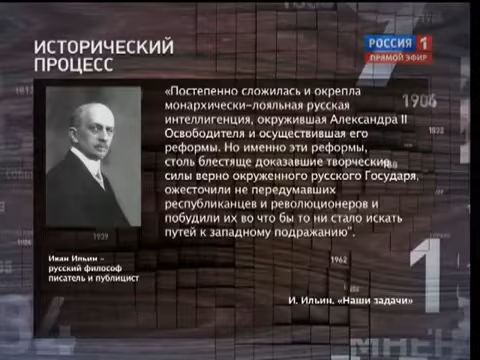 ИСТОРИЧЕСКИЙ
ПРОЦЕСС
РОССИЯ 1
ПРЯМОЙ ЭФИР
«Постепенно сложилась и окрепла
монархически-лояльная русская
интеллигенция, окружившая Александра II
Освободителя и осуществившая его
реформы. Но именно эти реформы,
столь блестяще доказавшие творческие
силы верно окруженного русского Государя,
ожесточили не передумавших
республиканцев и революционеров и
побудили их во что бы то ни стало искать
путей к западному подражанию".
Иван Ильин –
русский философ
писатель и публицист
И. Ильин. «Наши задачи»
1904
1939
1962
1